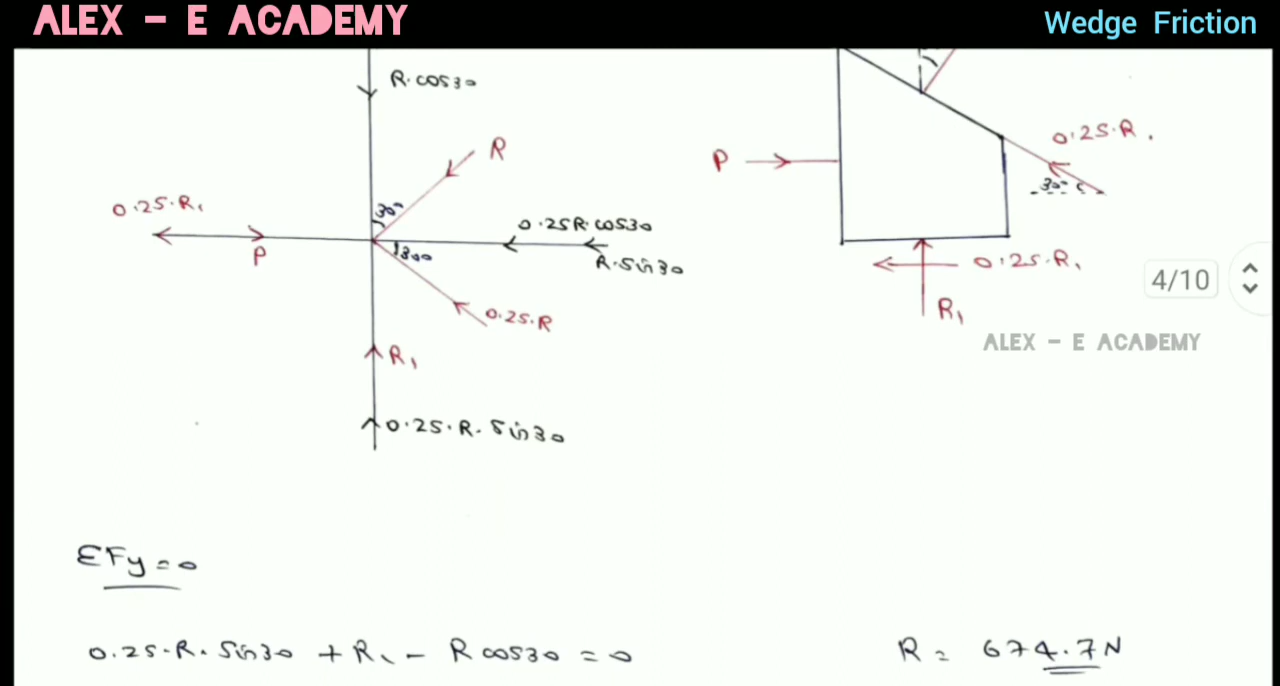 ALEX - E ACADEMY
Wedge Friction
R.cos30
R
0.25.R.
P
30°
0.25.R₁
30°
0.25R.cos30
P
30°
R.Sin30
0.25.R₁
4/10
0.25.R
R₁
R₁
ALEX - E ACADEMY
0.25.R.Sin30
ΣFy=0
0.25.R.Sin30 + R₁ - R cos30 = 0
R = 674.7N